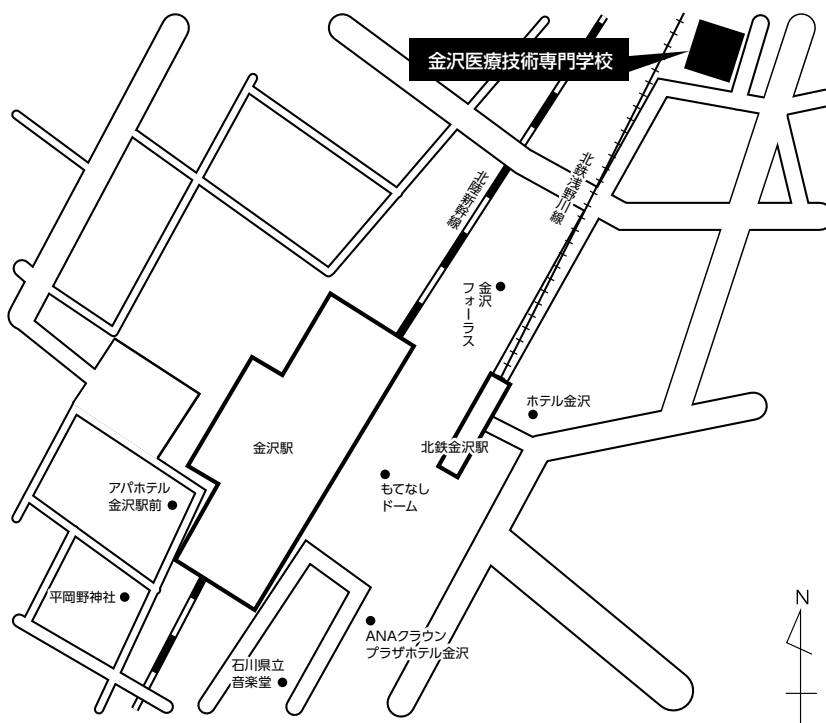 金沢医療技術専門学校
北陸新幹線
北鉄浅野川線
金沢
フォーラス
ホテル金沢
北鉄金沢駅
金沢駅
もてなし
ドーム
アパホテル
金沢駅前
平岡野神社
ANAクラウン
プラザホテル金沢
石川県立
音楽堂
N